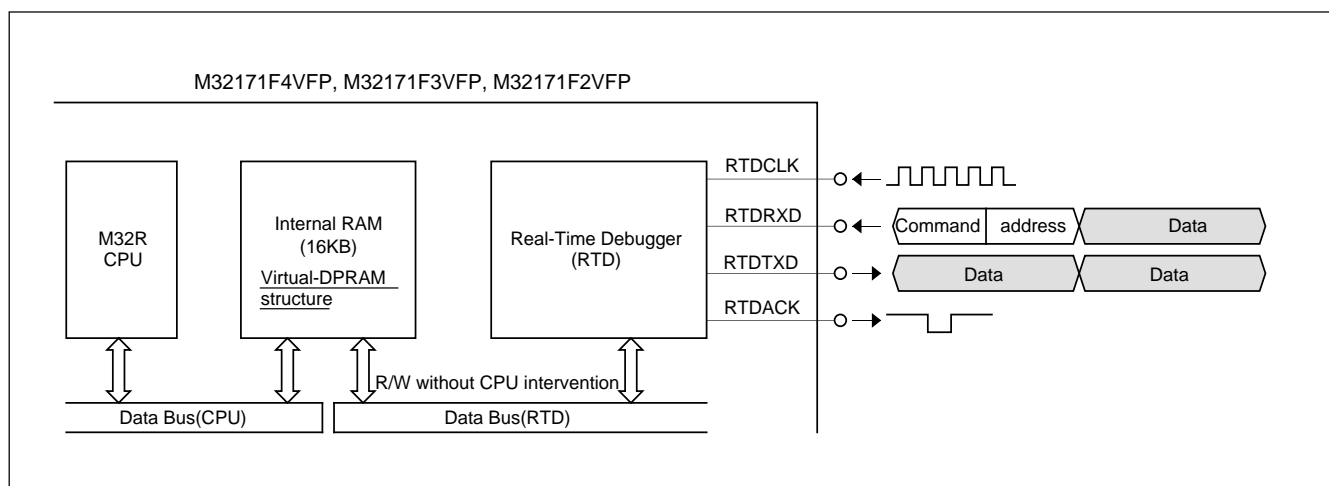 M32171F4VFP, M32171F3VFP, M32171F2VFP
M32R
CPU
Internal RAM
(16KB)
Virtual-DPRAM
structure
Real-Time Debugger
(RTD)
RTDCLK
RTDRXD
Command
address
Data
RTDTXD
Data
Data
RTDACK
R/W without CPU intervention
Data Bus(CPU)
Data Bus(RTD)